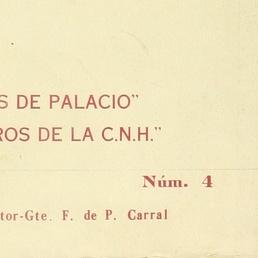 S DE PALACIO"
ROS DE LA C.N.H."
Núm. 4
tor-Gte. F. de P. Carral